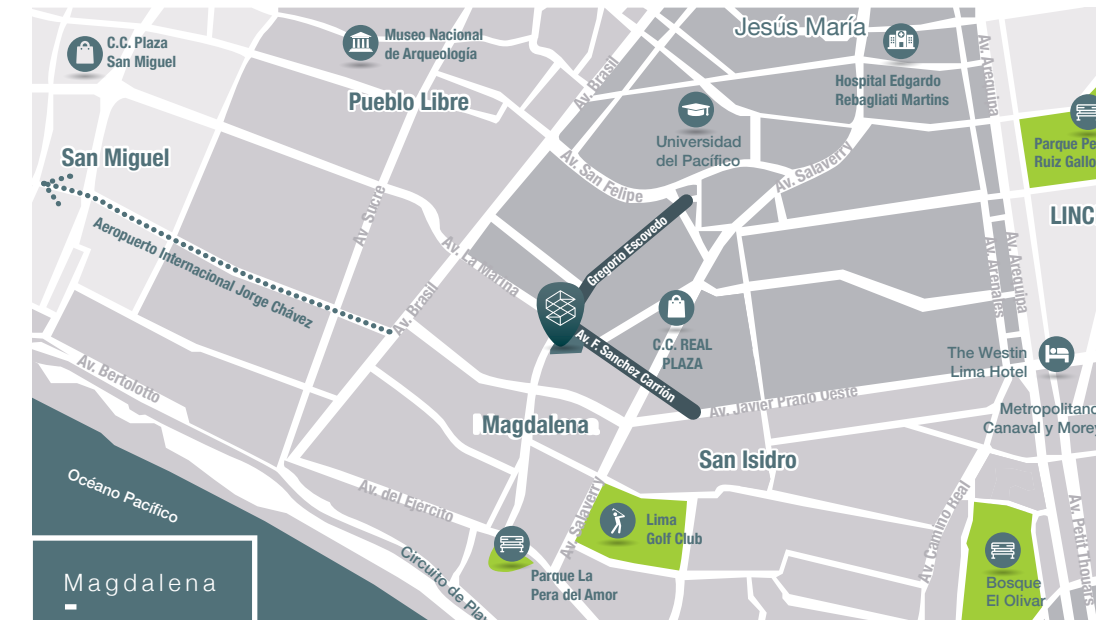 C.C. Plaza
San Miguel
Museo Nacional
de Arqueología
Jesús María
Hospital Edgardo
Rebagliati Martins
Av. Arequipa
Av. Brasil
Pueblo Libre
Universidad
del Pacífico
Parque Pe
Ruiz Gallo
San Miguel
Av. San Felipe
Av. Salaverry
Av. Sucre
LINC
Aeropuerto Internacional Jorge Chávez
Av. La Marina
Gregorio Escovedo
Av. Arenales
Av. Arequipa
Av. Brasil
Av. F. Sanchez Carrión
C.C. REAL
PLAZA
The Westin
Lima Hotel
Av. Bertolotto
Av. Javier Prado Oeste
Magdalena
Metropolitano
Canaval y Morey
San Isidro
Océano Pacífico
Av. del Ejército
Av. Salaverry
Lima
Golf Club
Av. Camino Real
Av. Petit Thouars
Circuito de Play
Parque La
Pera del Amor
Bosque
El Olivar
Magdalena